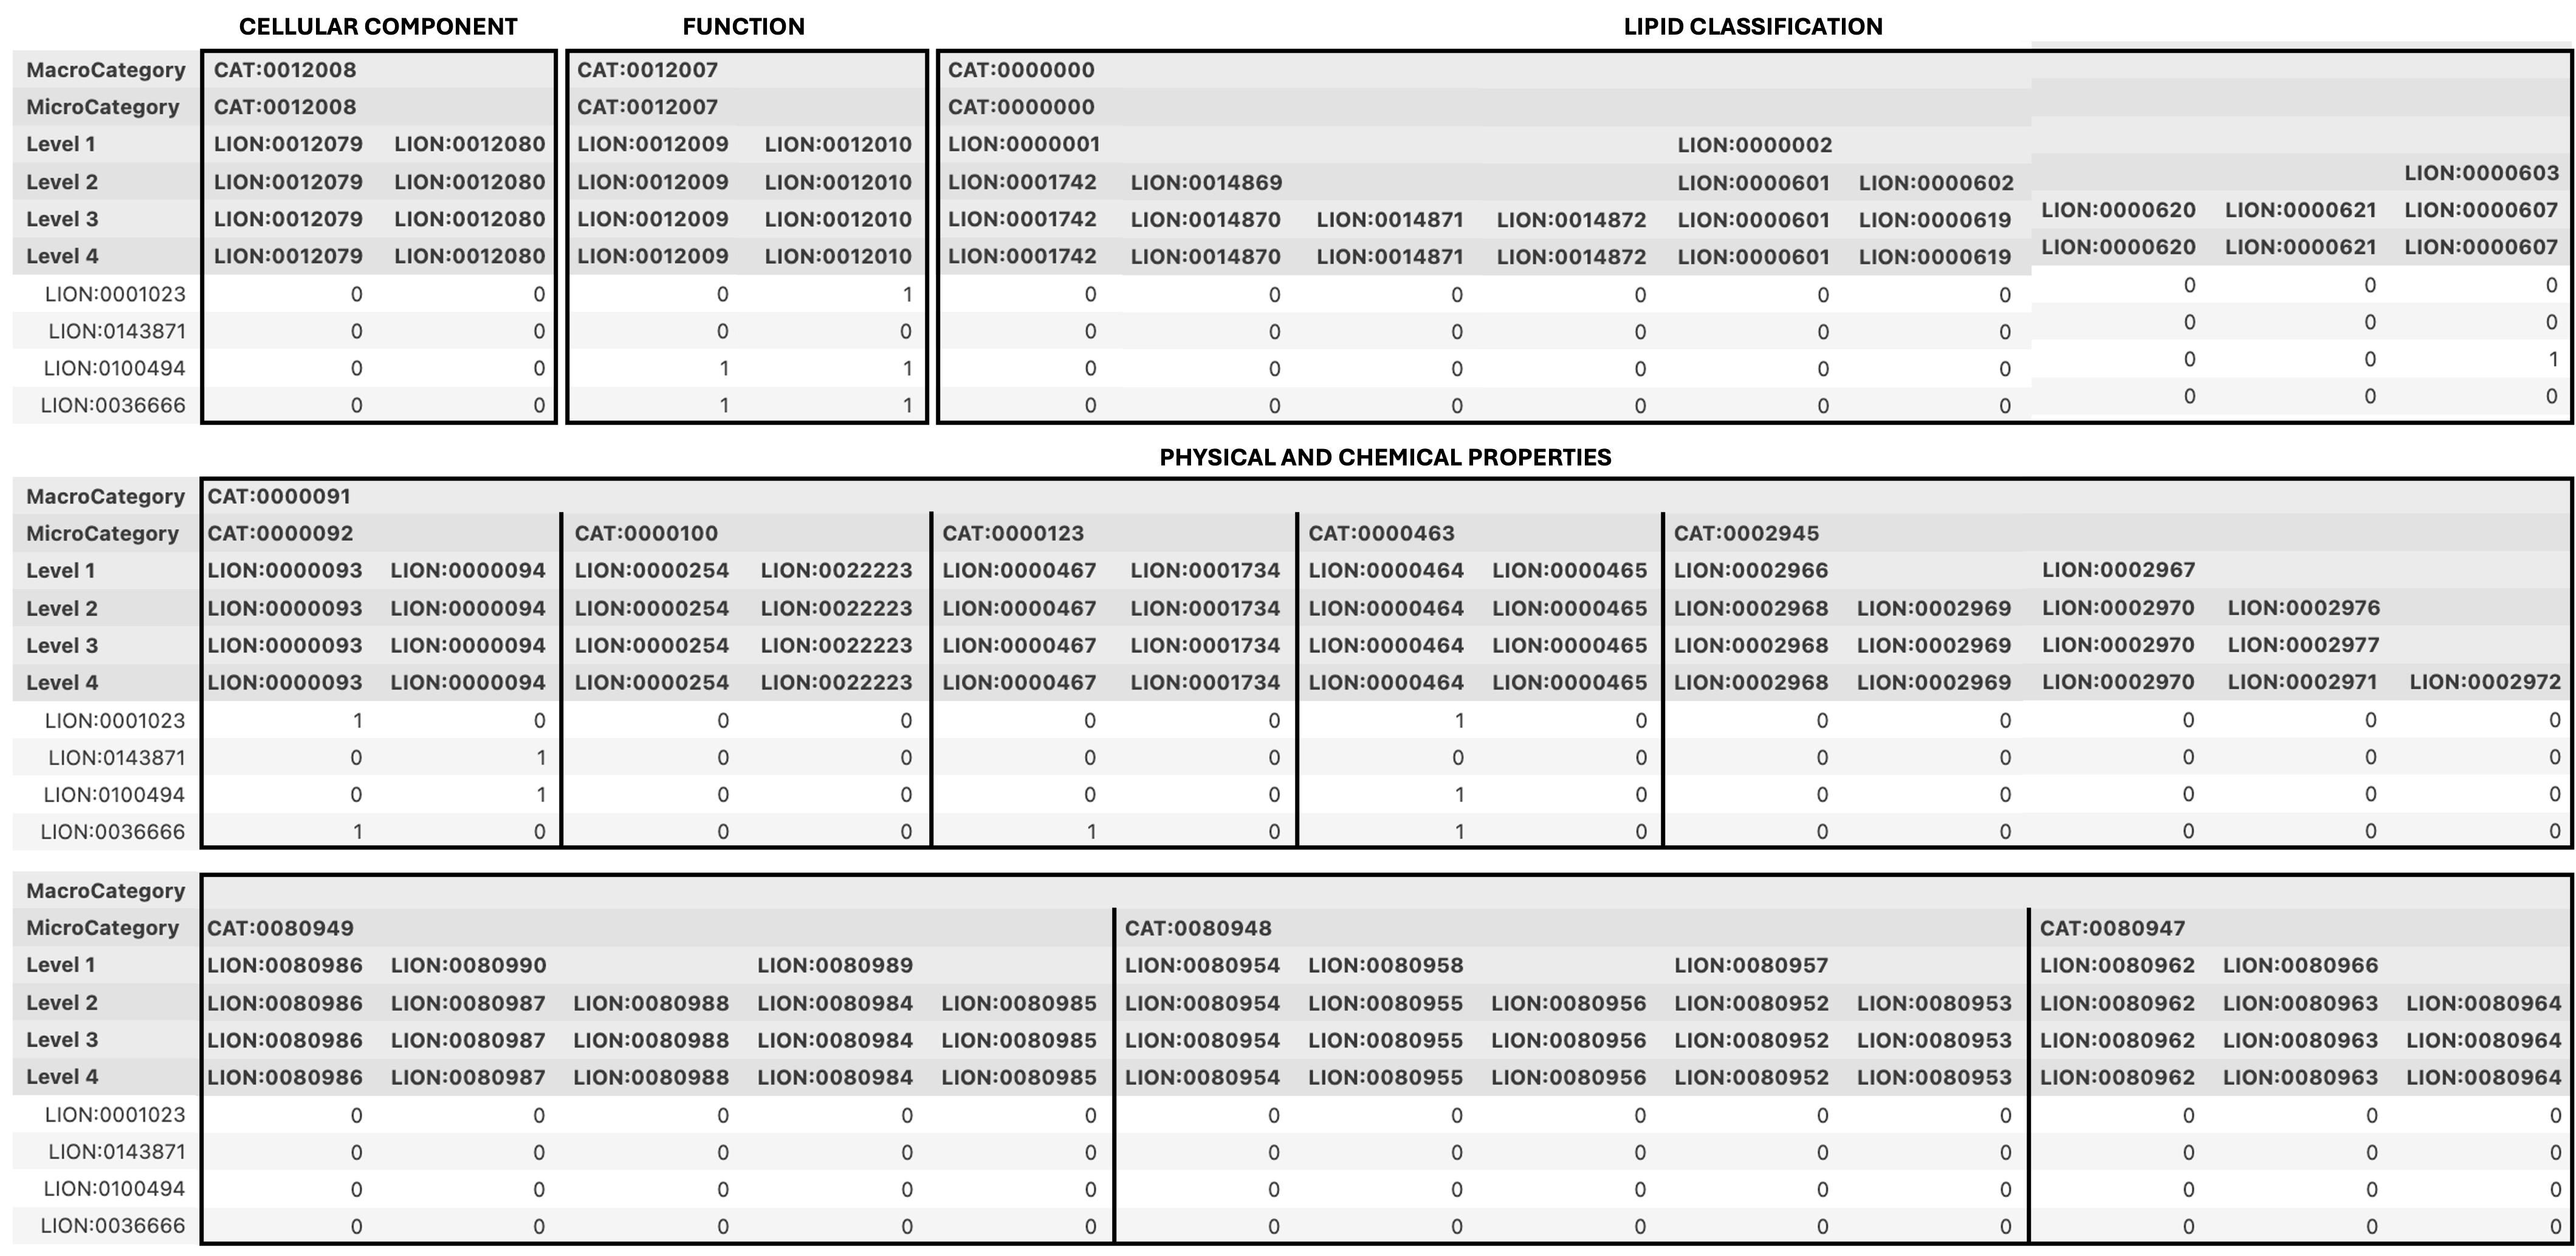 CELLULAR COMPONENT FUNCTION LIPID CLASSIFICATION
MacroCategory CAT:0012008 CAT:0012007 CAT:0000000
MicroCategory CAT:0012008 CAT:0012007 CAT:0000000
Level 1 LION:0012079 LION:0012080 LION:0012009 LION:0012010 LION:0000001 LION:0000002
Level 2 LION:0012079 LION:0012080 LION:0012009 LION:0012010 LION:0001742 LION:0014869 LION:0000601 LION:0000602 LION:0000603
Level 3 LION:0012079 LION:0012080 LION:0012009 LION:0012010 LION:0001742 LION:0014870 LION:0014871 LION:0014872 LION:0000601 LION:0000619 LION:0000620 LION:0000621 LION:0000607
Level 4 LION:0012079 LION:0012080 LION:0012009 LION:0012010 LION:0001742 LION:0014870 LION:0014871 LION:0014872 LION:0000601 LION:0000619 LION:0000620 LION:0000621 LION:0000607
LION:0001023 0 0 0 1 0 0 0 0 0 0 0 0 0
LION:0143871 0 0 0 0 0 0 0 0 0 0 0 0 0
LION:0100494 0 0 1 1 0 0 0 0 0 0 0 0 1
LION:0036666 0 0 1 1 0 0 0 0 0 0 0 0 0
PHYSICAL AND CHEMICAL PROPERTIES
MacroCategory CAT:0000091
MicroCategory CAT:0000092 CAT:0000100 CAT:0000123 CAT:0000463 CAT:0002945
Level 1 LION:0000093 LION:0000094 LION:0000254 LION:0022223 LION:0000467 LION:0001734 LION:0000464 LION:0000465 LION:0002966 LION:0002967
Level 2 LION:0000093 LION:0000094 LION:0000254 LION:0022223 LION:0000467 LION:0001734 LION:0000464 LION:0000465 LION:0002968 LION:0002969 LION:0002970 LION:0002976
Level 3 LION:0000093 LION:0000094 LION:0000254 LION:0022223 LION:0000467 LION:0001734 LION:0000464 LION:0000465 LION:0002968 LION:0002969 LION:0002970 LION:0002977
Level 4 LION:0000093 LION:0000094 LION:0000254 LION:0022223 LION:0000467 LION:0001734 LION:0000464 LION:0000465 LION:0002968 LION:0002969 LION:0002970 LION:0002971 LION:0002972
LION:0001023 1 0 0 0 0 0 1 0 0 0 0 0 0
LION:0143871 0 1 0 0 0 0 0 0 0 0 0 0 0
LION:0100494 0 1 0 0 0 0 1 0 0 0 0 0 0
LION:0036666 1 0 0 0 1 0 1 0 0 0 0 0 0
MacroCategory
MicroCategory CAT:0080949 CAT:0080948 CAT:0080947
Level 1 LION:0080986 LION:0080990 LION:0080989 LION:0080954 LION:0080958 LION:0080957 LION:0080962 LION:0080966
Level 2 LION:0080986 LION:0080987 LION:0080988 LION:0080984 LION:0080985 LION:0080954 LION:0080955 LION:0080956 LION:0080952 LION:0080953 LION:0080962 LION:0080963 LION:0080964
Level 3 LION:0080986 LION:0080987 LION:0080988 LION:0080984 LION:0080985 LION:0080954 LION:0080955 LION:0080956 LION:0080952 LION:0080953 LION:0080962 LION:0080963 LION:0080964
Level 4 LION:0080986 LION:0080987 LION:0080988 LION:0080984 LION:0080985 LION:0080954 LION:0080955 LION:0080956 LION:0080952 LION:0080953 LION:0080962 LION:0080963 LION:0080964
LION:0001023 0 0 0 0 0 0 0 0 0 0 0 0 0
LION:0143871 0 0 0 0 0 0 0 0 0 0 0 0 0
LION:0100494 0 0 0 0 0 0 0 0 0 0 0 0 0
LION:0036666 0 0 0 0 0 0 0 0 0 0 0 0 0